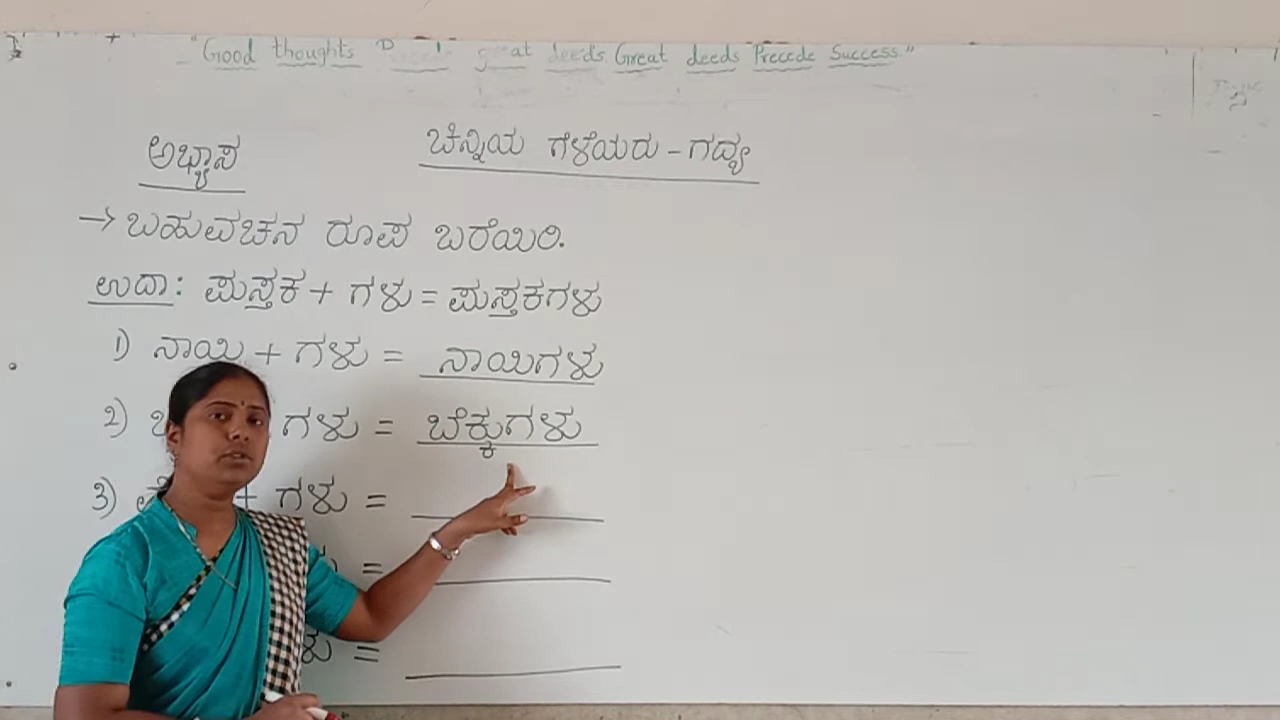 "Good thoughts great deeds Great deeds Precede Success."
ಅಭ್ಯಾಸ ಚಿನ್ನಿಯ ಗೆಳೆಯರು - ಗದ್ಯ
→ ಬಹುವಚನ ರೂಪ ಬರೆಯಿರಿ.
ಉದಾ: ಪುಸ್ತಕ + ಗಳು = ಪುಸ್ತಕಗಳು
1) ನಾಯಿ + ಗಳು = ನಾಯಿಗಳು
2) ಗಳು = ಬೆಕ್ಕುಗಳು
3) + ಗಳು =
=
=